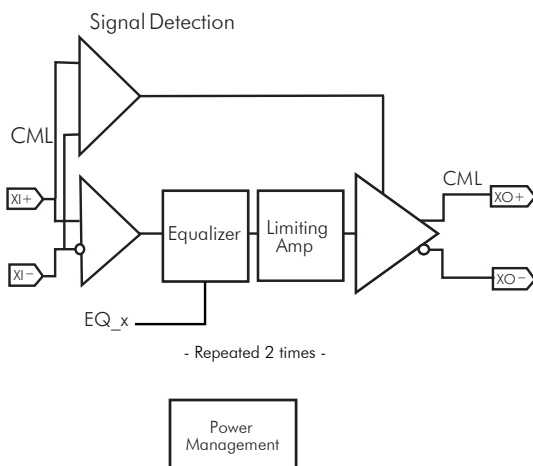 Signal Detection
CML
XI+
XI−
Equalizer
Limiting
Amp
CML
XO+
XO−
EQ_x
- Repeated 2 times -
Power
Management